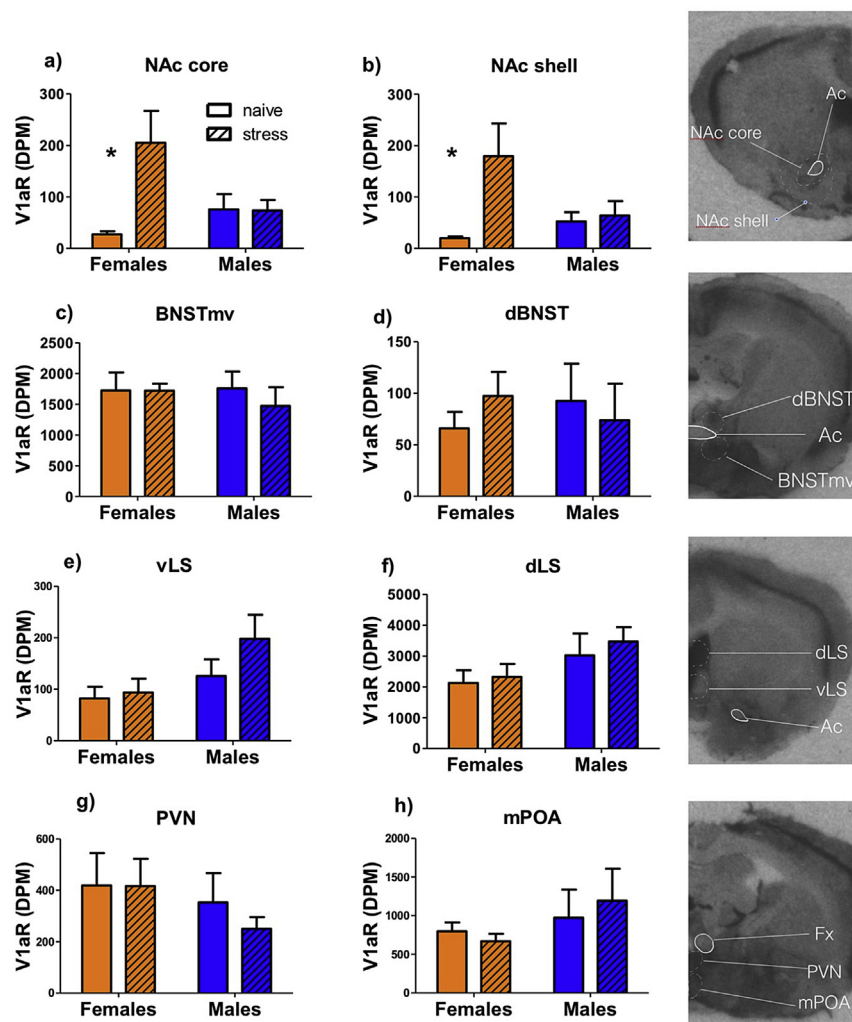 a)
NAc core
V1aR (DPM)
300
200
100
0
*
naive
stress
Females
Males
b)
NAc shell
V1aR (DPM)
300
200
100
0
*
Females
Males
Ac
NAc core
NAc shell
c)
BNSTmv
V1aR (DPM)
2500
2000
1500
1000
500
0
Females
Males
d)
dBNST
V1aR (DPM)
150
100
50
0
Females
Males
dBNST
Ac
BNSTmv
e)
vLS
V1aR (DPM)
300
200
100
0
Females
Males
f)
dLS
V1aR (DPM)
5000
4000
3000
2000
1000
0
Females
Males
dLS
vLS
Ac
g)
PVN
V1aR (DPM)
600
400
200
0
Females
Males
h)
mPOA
V1aR (DPM)
2000
1500
1000
500
0
Females
Males
Fx
PVN
mPOA